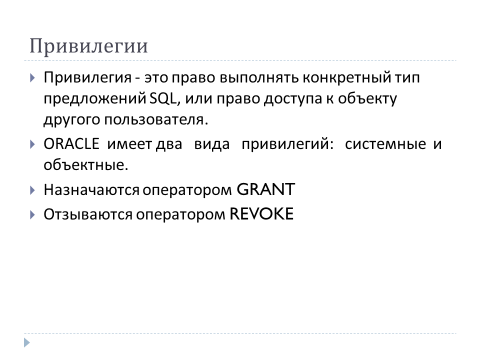 Привилегии
Привилегия - это право выполнять конкретный тип
предложений SQL, или право доступа к объекту
другого пользователя.
ORACLE имеет два вида привилегий: системные и
объектные.
Назначаются оператором GRANT
Отзываются оператором REVOKE